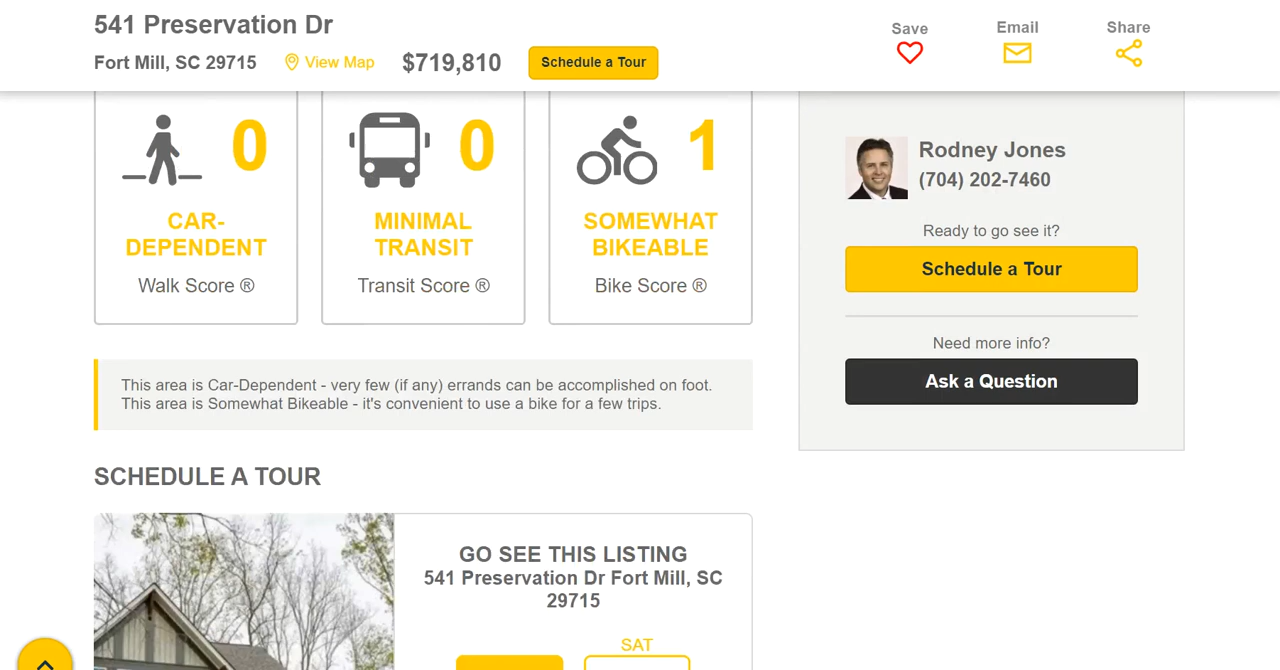 541 Preservation Dr
Fort Mill, SC 29715
View Map
$719,810
Schedule a Tour
Save
Email
Share
0
CAR-
DEPENDENT
Walk Score ®
0
MINIMAL
TRANSIT
Transit Score ®
1
SOMEWHAT
BIKEABLE
Bike Score ®
This area is Car-Dependent - very few (if any) errands can be accomplished on foot.
This area is Somewhat Bikeable - it's convenient to use a bike for a few trips.
Rodney Jones
(704) 202-7460
Ready to go see it?
Schedule a Tour
Need more info?
Ask a Question
SCHEDULE A TOUR
GO SEE THIS LISTING
541 Preservation Dr Fort Mill, SC
29715
SAT